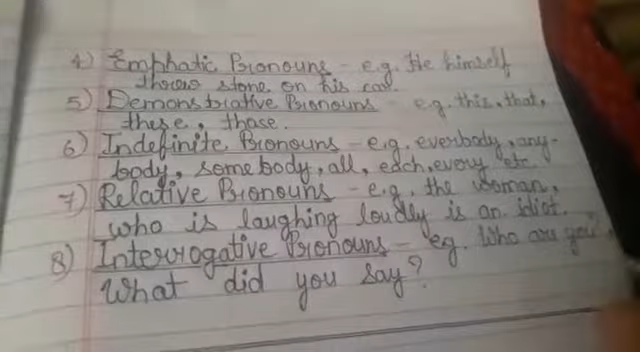 4) Emphatic Pronouns - e.g. He himself
throws stone on his car.
5) Demonstrative Pronouns - e.g. this, that,
these, those.
6) Indefinite Pronouns - e.g. everbody, any-
body, somebody, all, each, every etc
7) Relative Pronouns - e.g. the woman,
who is laughing loudly is an idiot.
8) Interrogative Pronouns - eg. Who are you,
What did you say?